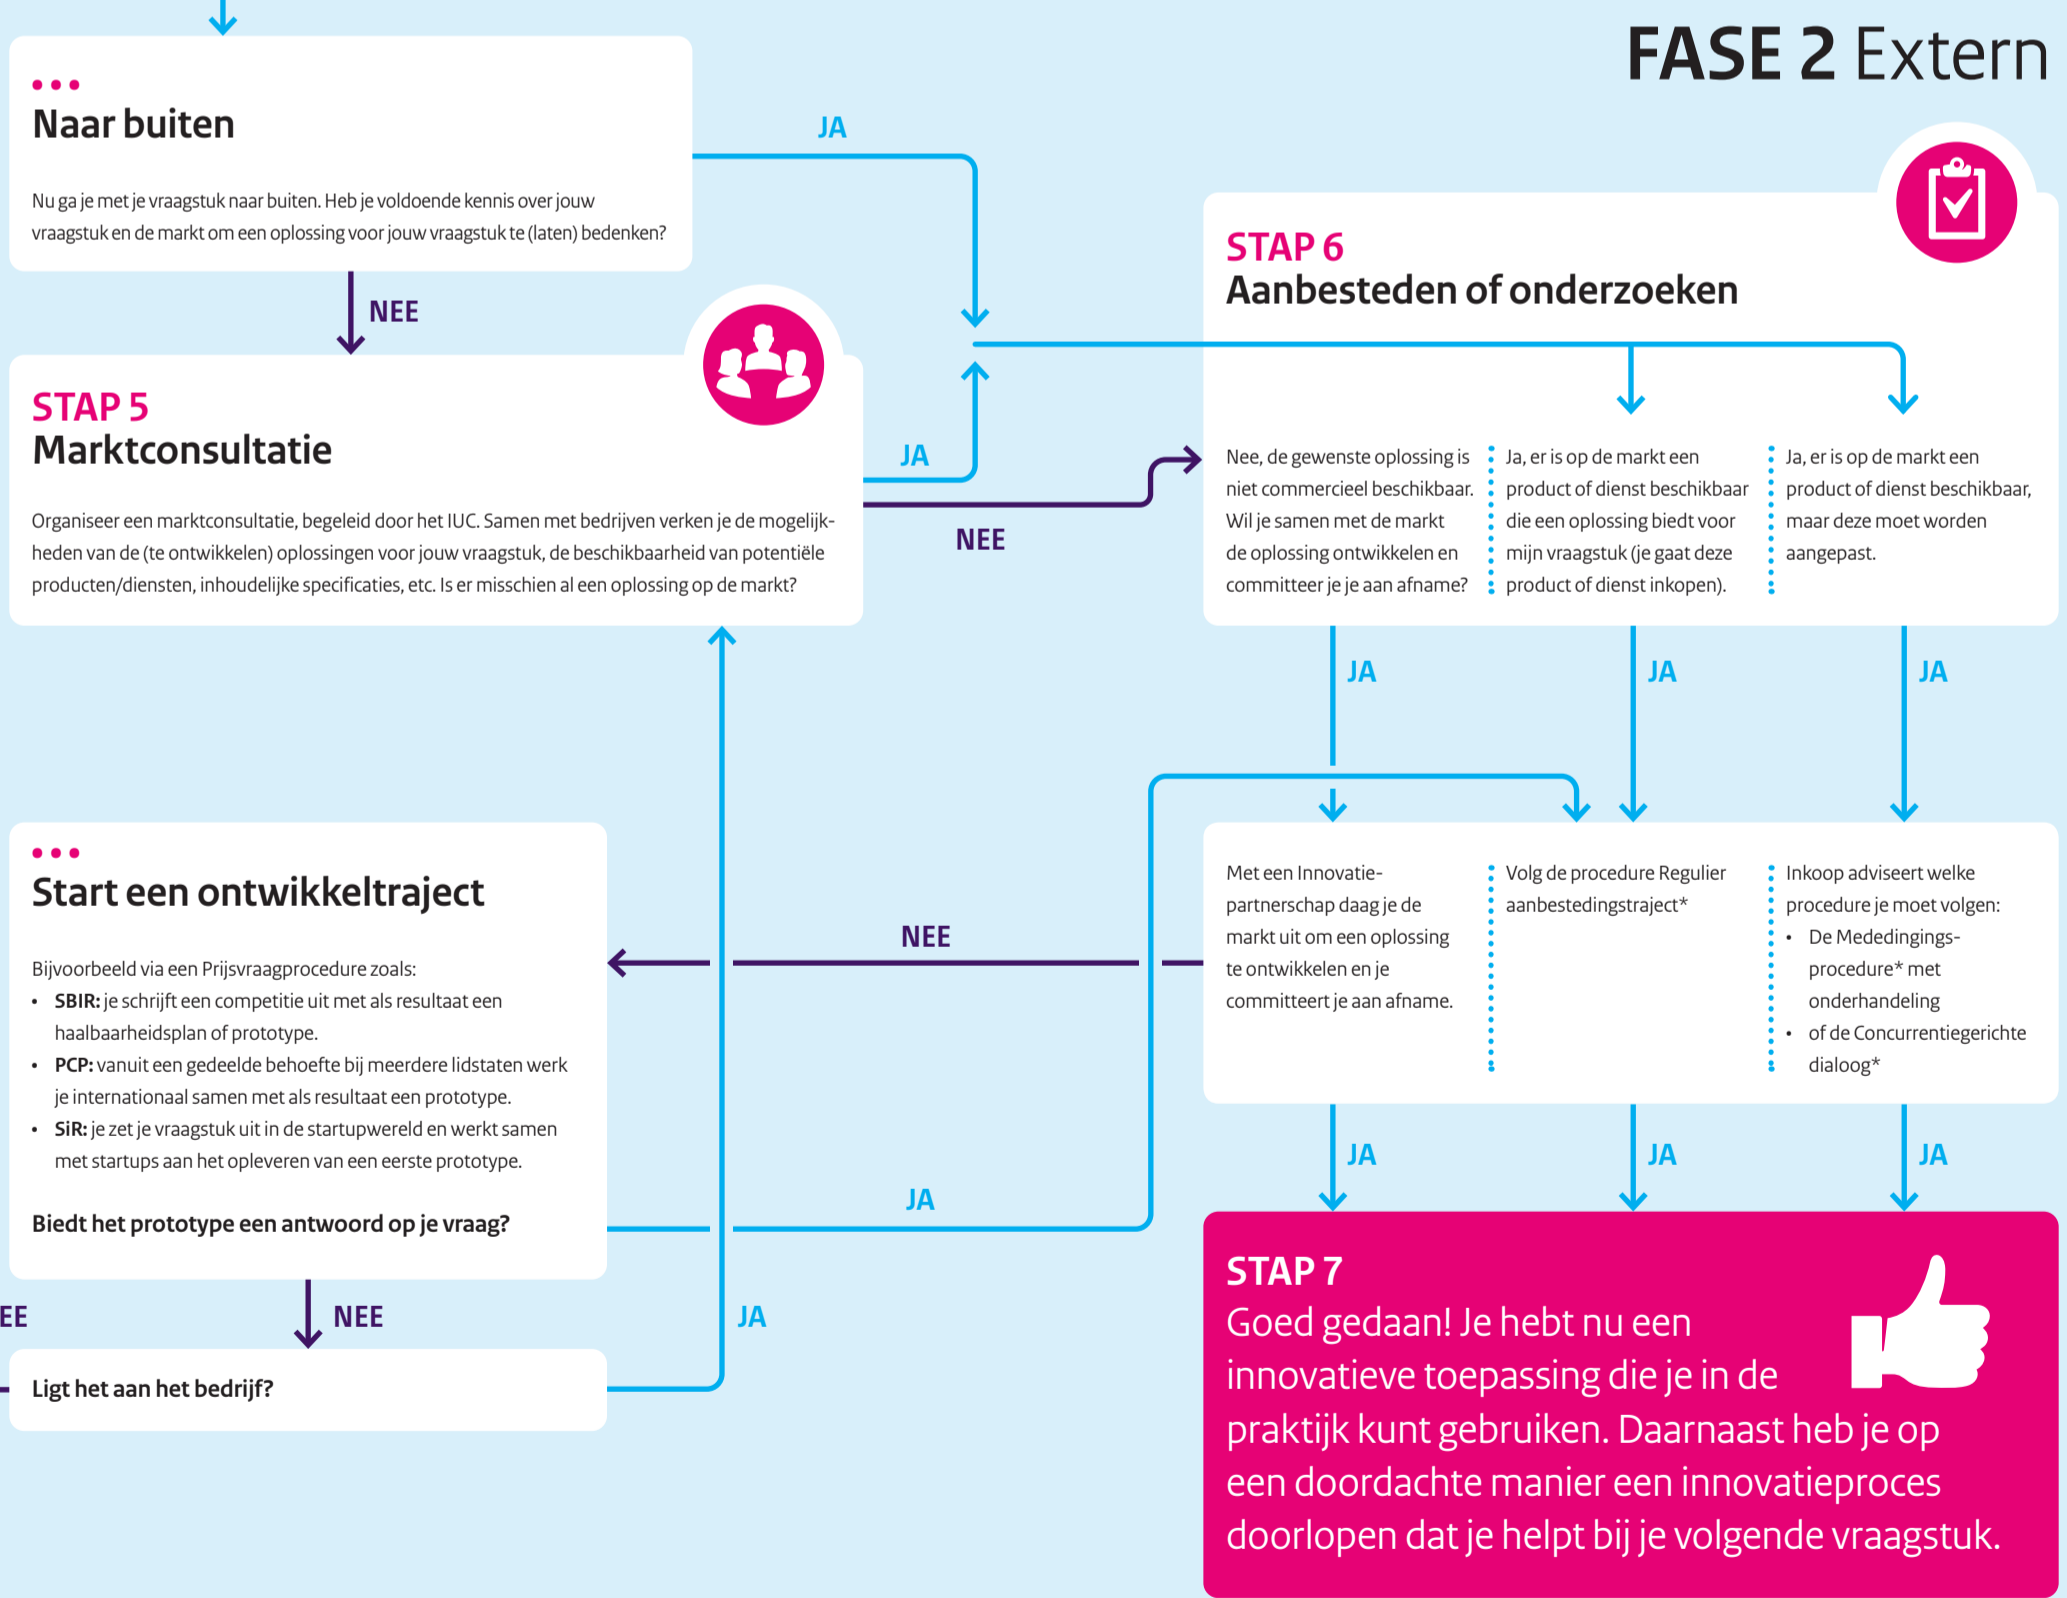 FASE 2 Extern
Naar buiten
Nu ga je met je vraagstuk naar buiten. Heb je voldoende kennis over jouw
vraagstuk en de markt om een oplossing voor jouw vraagstuk te (laten) bedenken?
JA
NEE
STAP 5
Marktconsultatie
Organiseer een marktconsultatie, begeleid door het IUC. Samen met bedrijven verken je de mogelijk-
heden van de (te ontwikkelen) oplossingen voor jouw vraagstuk, de beschikbaarheid van potentiële
producten/diensten, inhoudelijke specificaties, etc. Is er misschien al een oplossing op de markt?
JA
NEE
STAP 6
Aanbesteden of onderzoeken
Nee, de gewenste oplossing is
niet commercieel beschikbaar.
Wil je samen met de markt
de oplossing ontwikkelen en
committeer je je aan afname?
Ja, er is op de markt een
product of dienst beschikbaar
die een oplossing biedt voor
mijn vraagstuk (je gaat deze
product of dienst inkopen).
Ja, er is op de markt een
product of dienst beschikbaar,
maar deze moet worden
aangepast.
JA
JA
JA
Met een Innovatie-
partnerschap daag je de
markt uit om een oplossing
te ontwikkelen en je
committeert je aan afname.
Volg de procedure Regulier
aanbestedingstraject*
Inkoop adviseert welke
procedure je moet volgen:
• De Mededingings-
procedure* met
onderhandeling
• of de Concurrentiegerichte
dialoog*
NEE
Start een ontwikkeltraject
Bijvoorbeeld via een Prijsvraagprocedure zoals:
• SBIR: je schrijft een competitie uit met als resultaat een
haalbaarheidsplan of prototype.
• PCP: vanuit een gedeelde behoefte bij meerdere lidstaten werk
je internationaal samen met als resultaat een prototype.
• SiR: je zet je vraagstuk uit in de startupwereld en werkt samen
met startups aan het opleveren van een eerste prototype.
Biedt het prototype een antwoord op je vraag?
JA
EE
NEE
JA
Ligt het aan het bedrijf?
JA
JA
JA
STAP 7
Goed gedaan! Je hebt nu een
innovatieve toepassing die je in de
praktijk kunt gebruiken. Daarnaast heb je op
een doordachte manier een innovatieproces
doorlopen dat je helpt bij je volgende vraagstuk.